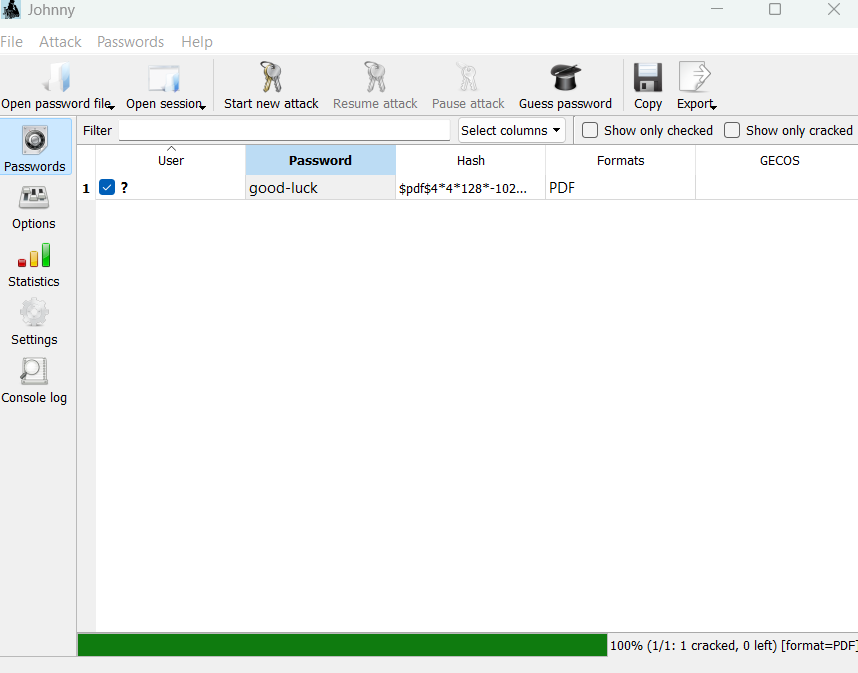 Johnny
File Attack Passwords Help
Open password file Open session Start new attack Resume attack Pause attack Guess password Copy Export
Filter Select columns Show only checked Show only cracked
Passwords
Options
Statistics
Settings
Console log
User Password Hash Formats GECOS
1 ? good-luck $pdf$4*4*128*-102... PDF
100% (1/1: 1 cracked, 0 left) [format=PDF]